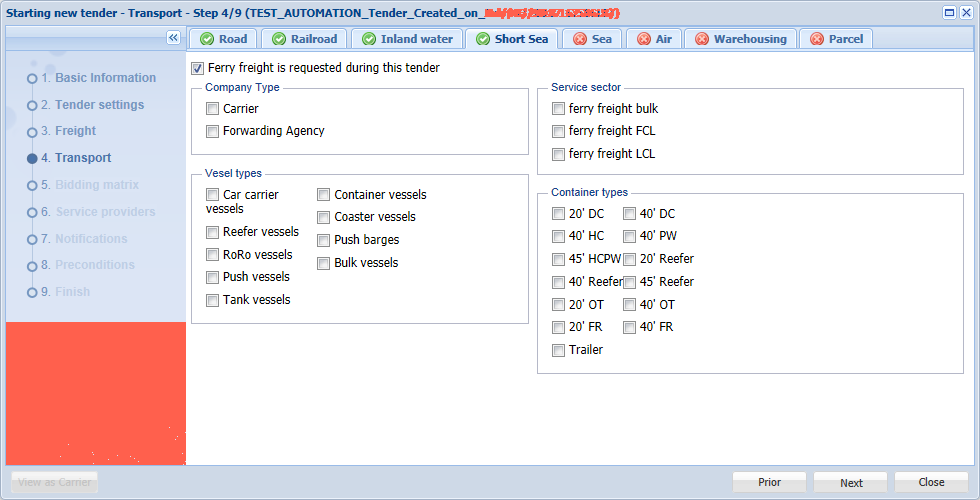 Starting new tender - Transport - Step 4/9 (TEST_AUTOMATION_Tender_Created_on_
Road Railroad Inland water Short Sea Sea Air Warehousing Parcel
1. Basic Information
2. Tender settings
3. Freight
4. Transport
5. Bidding matrix
6. Service providers
7. Notifications
8. Preconditions
9. Finish
Ferry freight is requested during this tender
Company Type
Carrier
Forwarding Agency
Vessel types
Car carrier vessels
Reefer vessels
RoRo vessels
Push vessels
Tank vessels
Container vessels
Coaster vessels
Push barges
Bulk vessels
Service sector
ferry freight bulk
ferry freight FCL
ferry freight LCL
Container types
20' DC 40' DC
40' HC 40' PW
45' HCPW 20' Reefer
40' Reefer 45' Reefer
20' OT 40' OT
20' FR 40' FR
Trailer
View as Carrier
Prior Next Close